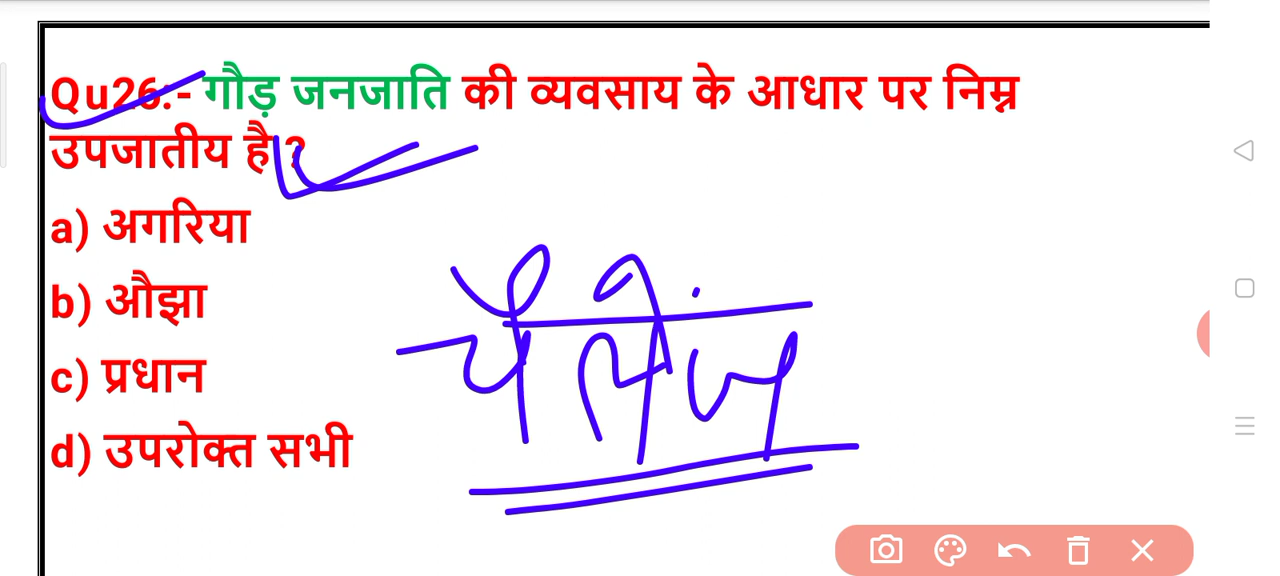 Qu26:- गौड़ जनजाति की व्यवसाय के आधार पर निम्न
उपजातीय है ?
a) अगरिया
b) औझा
c) प्रधान
d) उपरोक्त सभी